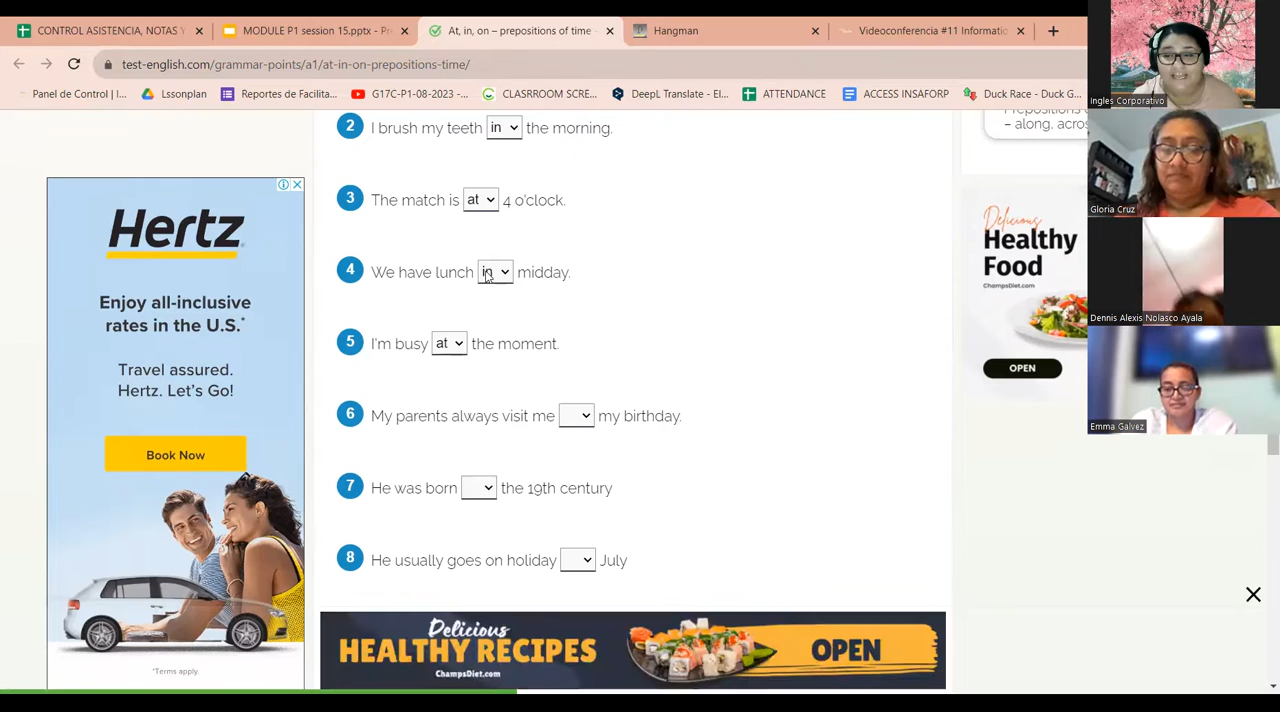 CONTROL ASISTENCIA, NOTAS Y
MODULE P1 session 15.pptx - Pr
At, in, on – prepositions of time –
Hangman
Videoconferencia #11 Informatio
test-english.com/grammar-points/a1/at-in-on-prepositions-time/
Panel de Control | I...
Lssonplan
Reportes de Facilita...
G17C-P1-08-2023 -...
CLASRROOM SCRE...
DeepL Translate - El...
ATTENDANCE
ACCESS INSAFORP
Duck Race - Duck G...
Ingles Corporativo
Prepositions
– along, acros
2 I brush my teeth in the morning.
3 The match is at 4 o'clock.
4 We have lunch in midday.
5 I'm busy at the moment.
6 My parents always visit me my birthday.
7 He was born the 19th century
8 He usually goes on holiday July
Hertz
Enjoy all-inclusive
rates in the U.S.*
Travel assured.
Hertz. Let's Go!
Book Now
*Terms apply.
Delicious
Healthy
Food
ChampsDiet.com
OPEN
Gloria Cruz
Dennis Alexis Nolasco Ayala
Emma Galvez
Delicious
HEALTHY RECIPES
ChampsDiet.com
OPEN